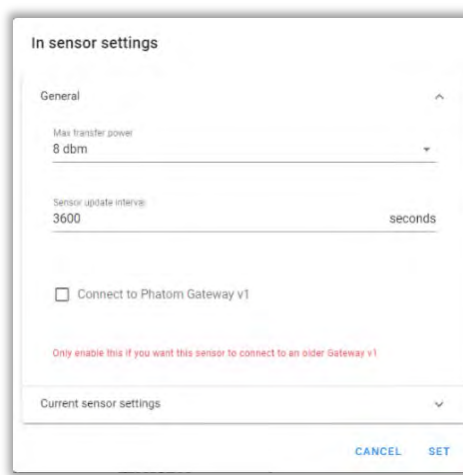 In sensor settings
General
Max transfer power
8 dbm
Sensor update interval
3600 seconds
Connect to Phatom Gateway v1
Only enable this if you want this sensor to connect to an older Gateway v1
Current sensor settings
CANCEL SET